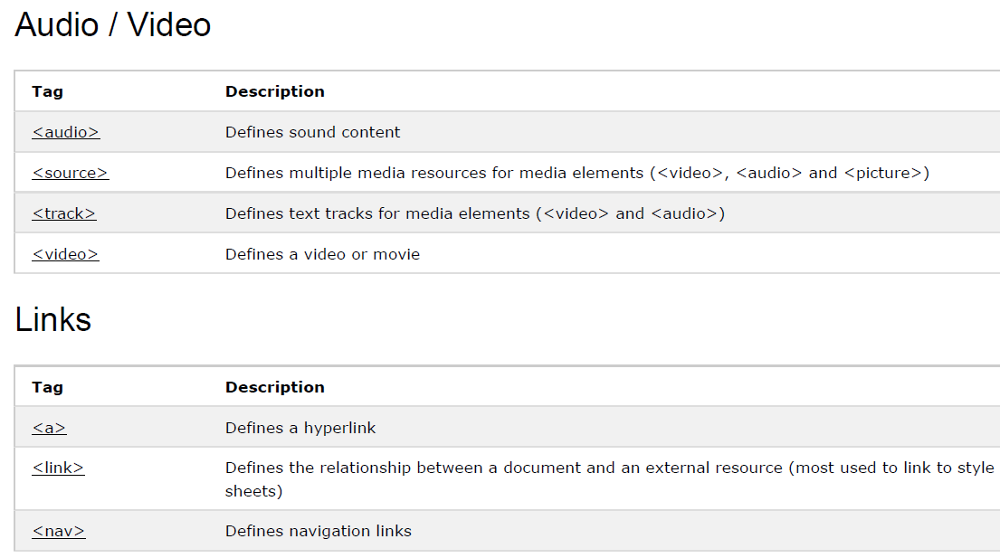 Audio / Video
Tag Description
<audio> Defines sound content
<source> Defines multiple media resources for media elements (<video>, <audio> and <picture>)
<track> Defines text tracks for media elements (<video> and <audio>)
<video> Defines a video or movie
Links
Tag Description
<a> Defines a hyperlink
<link> Defines the relationship between a document and an external resource (most used to link to style
sheets)
<nav> Defines navigation links